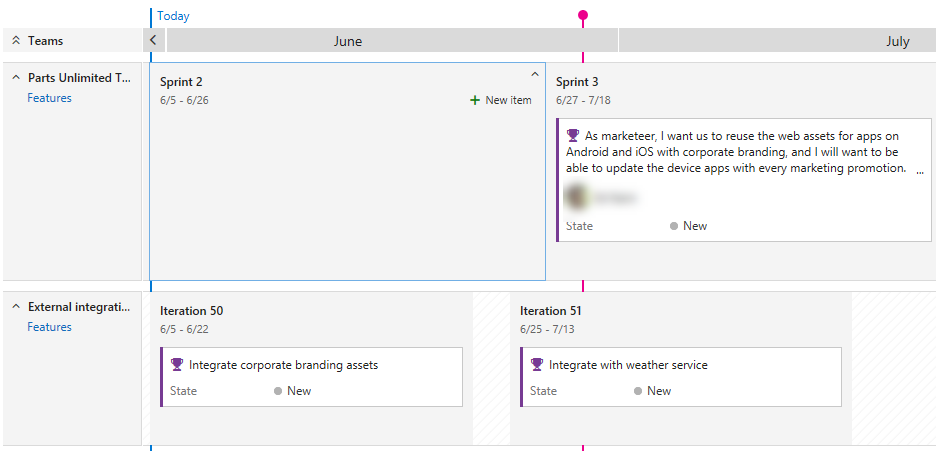 Today
Teams
June
July
Parts Unlimited T...
Features
Sprint 2
6/5 - 6/26
New item
Sprint 3
6/27 - 7/18
As marketeer, I want us to reuse the web assets for apps on
Android and iOS with corporate branding, and I will want to be
able to update the device apps with every marketing promotion.
...
State
New
External integrati...
Features
Iteration 50
6/5 - 6/22
Integrate corporate branding assets
State
New
Iteration 51
6/25 - 7/13
Integrate with weather service
State
New